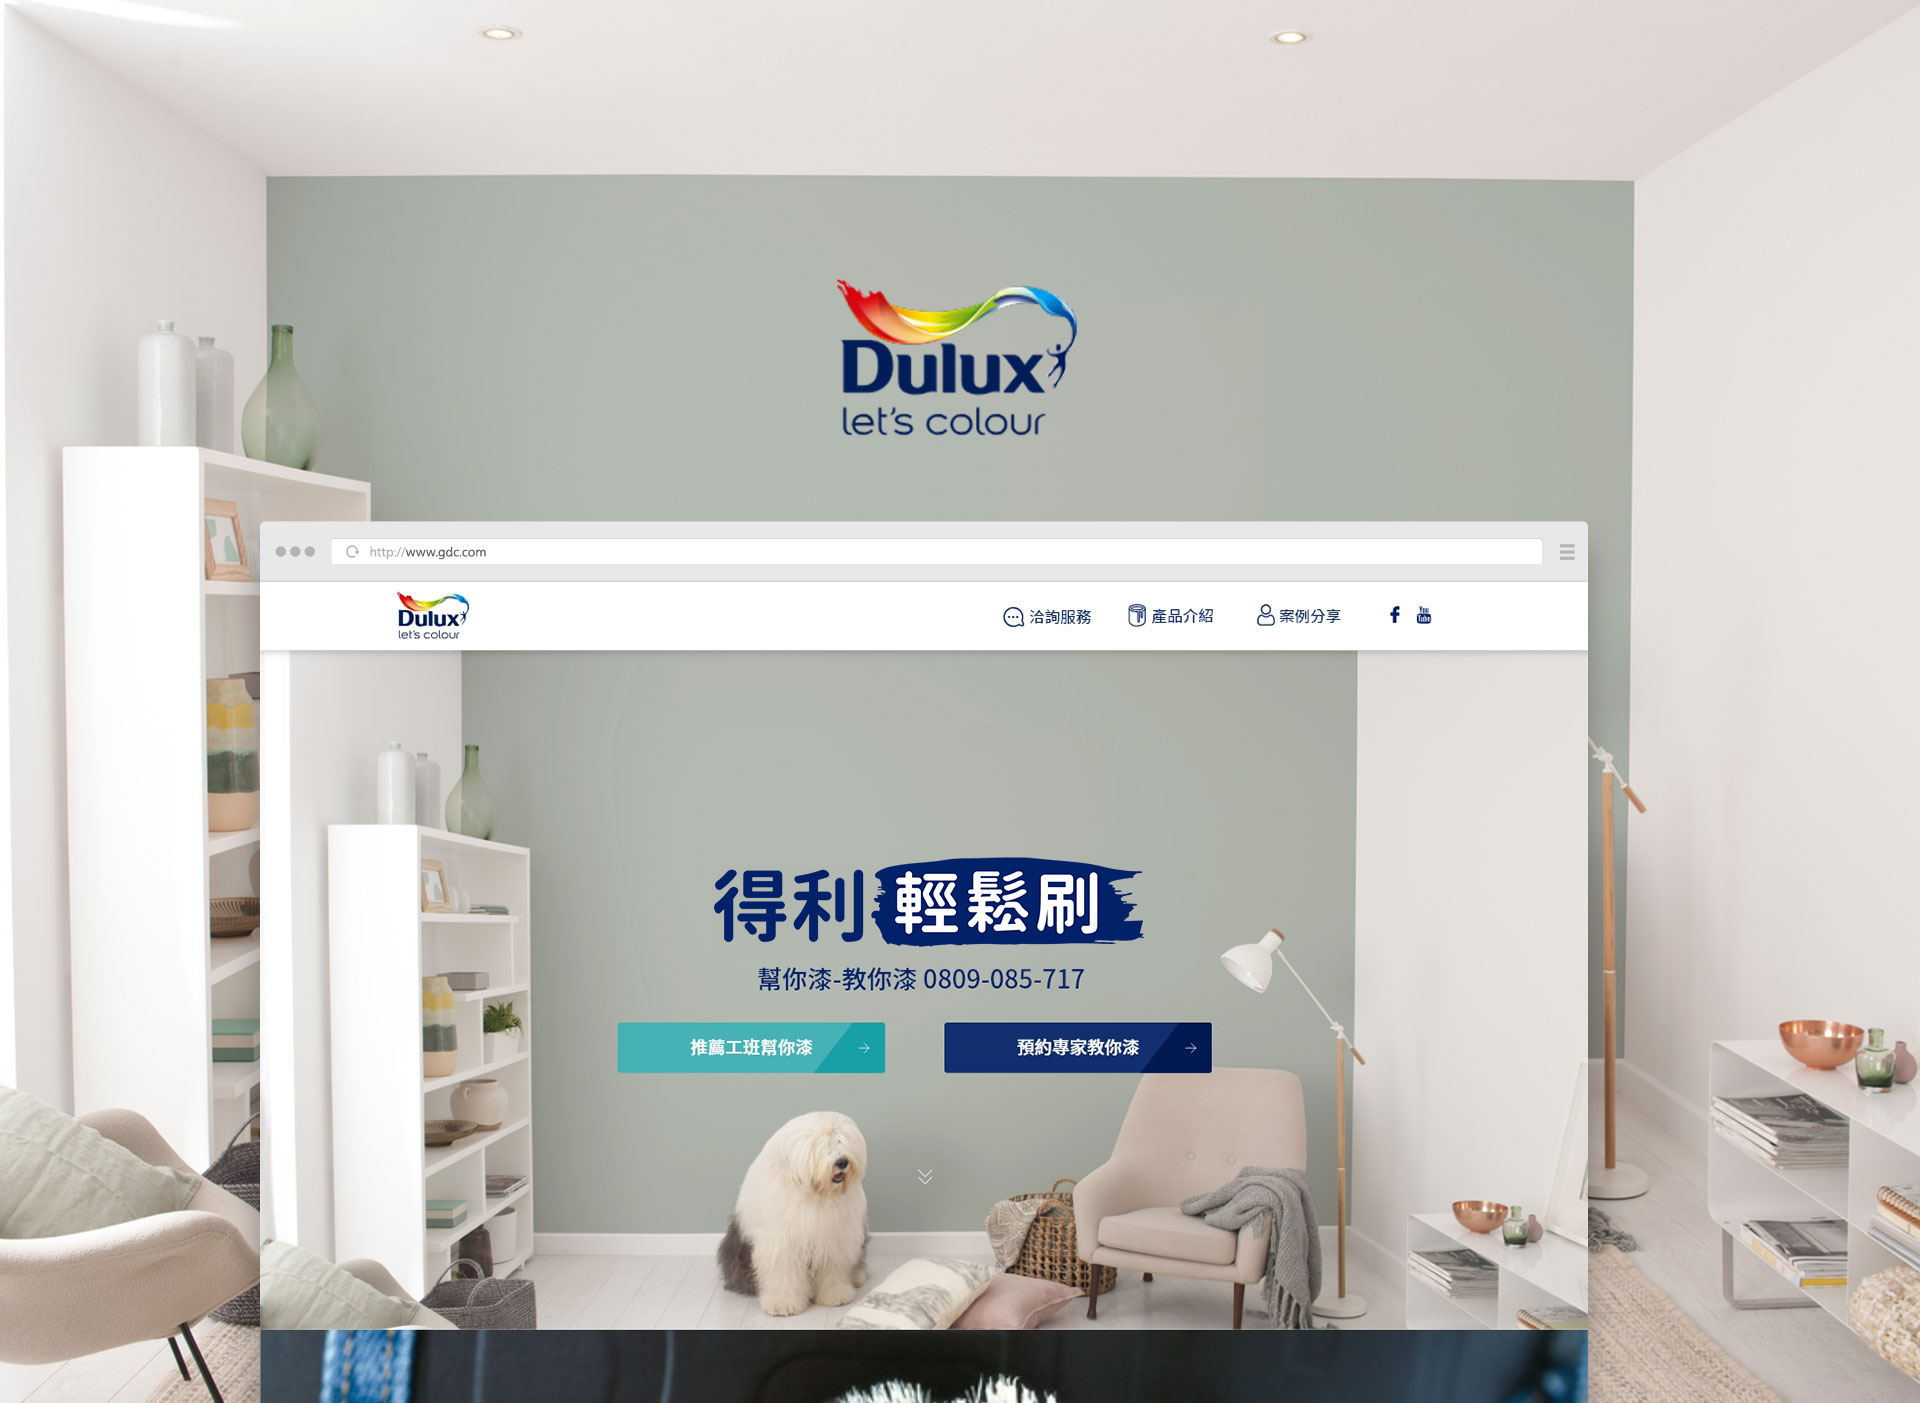 Dulux
let's colour
http://www.gdc.com
Dulux
let's colour
洽詢服務
產品介紹
案例分享
f
You
Tube
得利 輕鬆刷
幫你漆-教你漆 0809-085-717
推薦工班幫你漆
預約專家教你漆